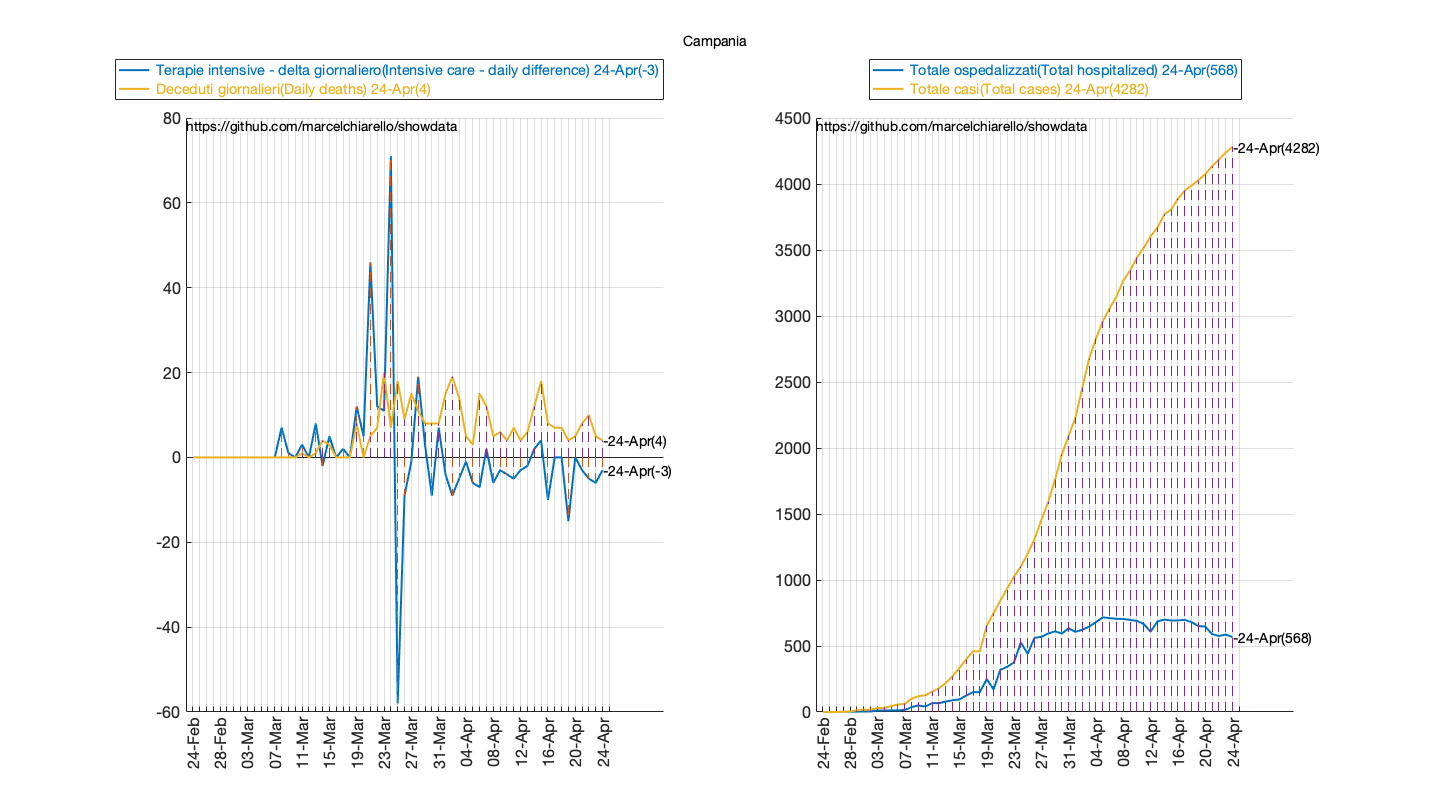 Campania
Terapie intensive - delta giornaliero(Intensive care - daily difference) 24-Apr(-3)
Deceduti giornalieri(Daily deaths) 24-Apr(4)
https://github.com/marcelchiarello/showdata
80
60
40
20
0
-20
-40
-60
-24-Apr(4)
-24-Apr(-3)
24-Feb
28-Feb
03-Mar
07-Mar
11-Mar
15-Mar
19-Mar
23-Mar
27-Mar
31-Mar
04-Apr
08-Apr
12-Apr
16-Apr
20-Apr
24-Apr
Totale ospedalizzati(Total hospitalized) 24-Apr(568)
Totale casi(Total cases) 24-Apr(4282)
https://github.com/marcelchiarello/showdata
4500
4000
3500
3000
2500
2000
1500
1000
500
0
-24-Apr(4282)
-24-Apr(568)
24-Feb
28-Feb
03-Mar
07-Mar
11-Mar
15-Mar
19-Mar
23-Mar
27-Mar
31-Mar
04-Apr
08-Apr
12-Apr
16-Apr
20-Apr
24-Apr